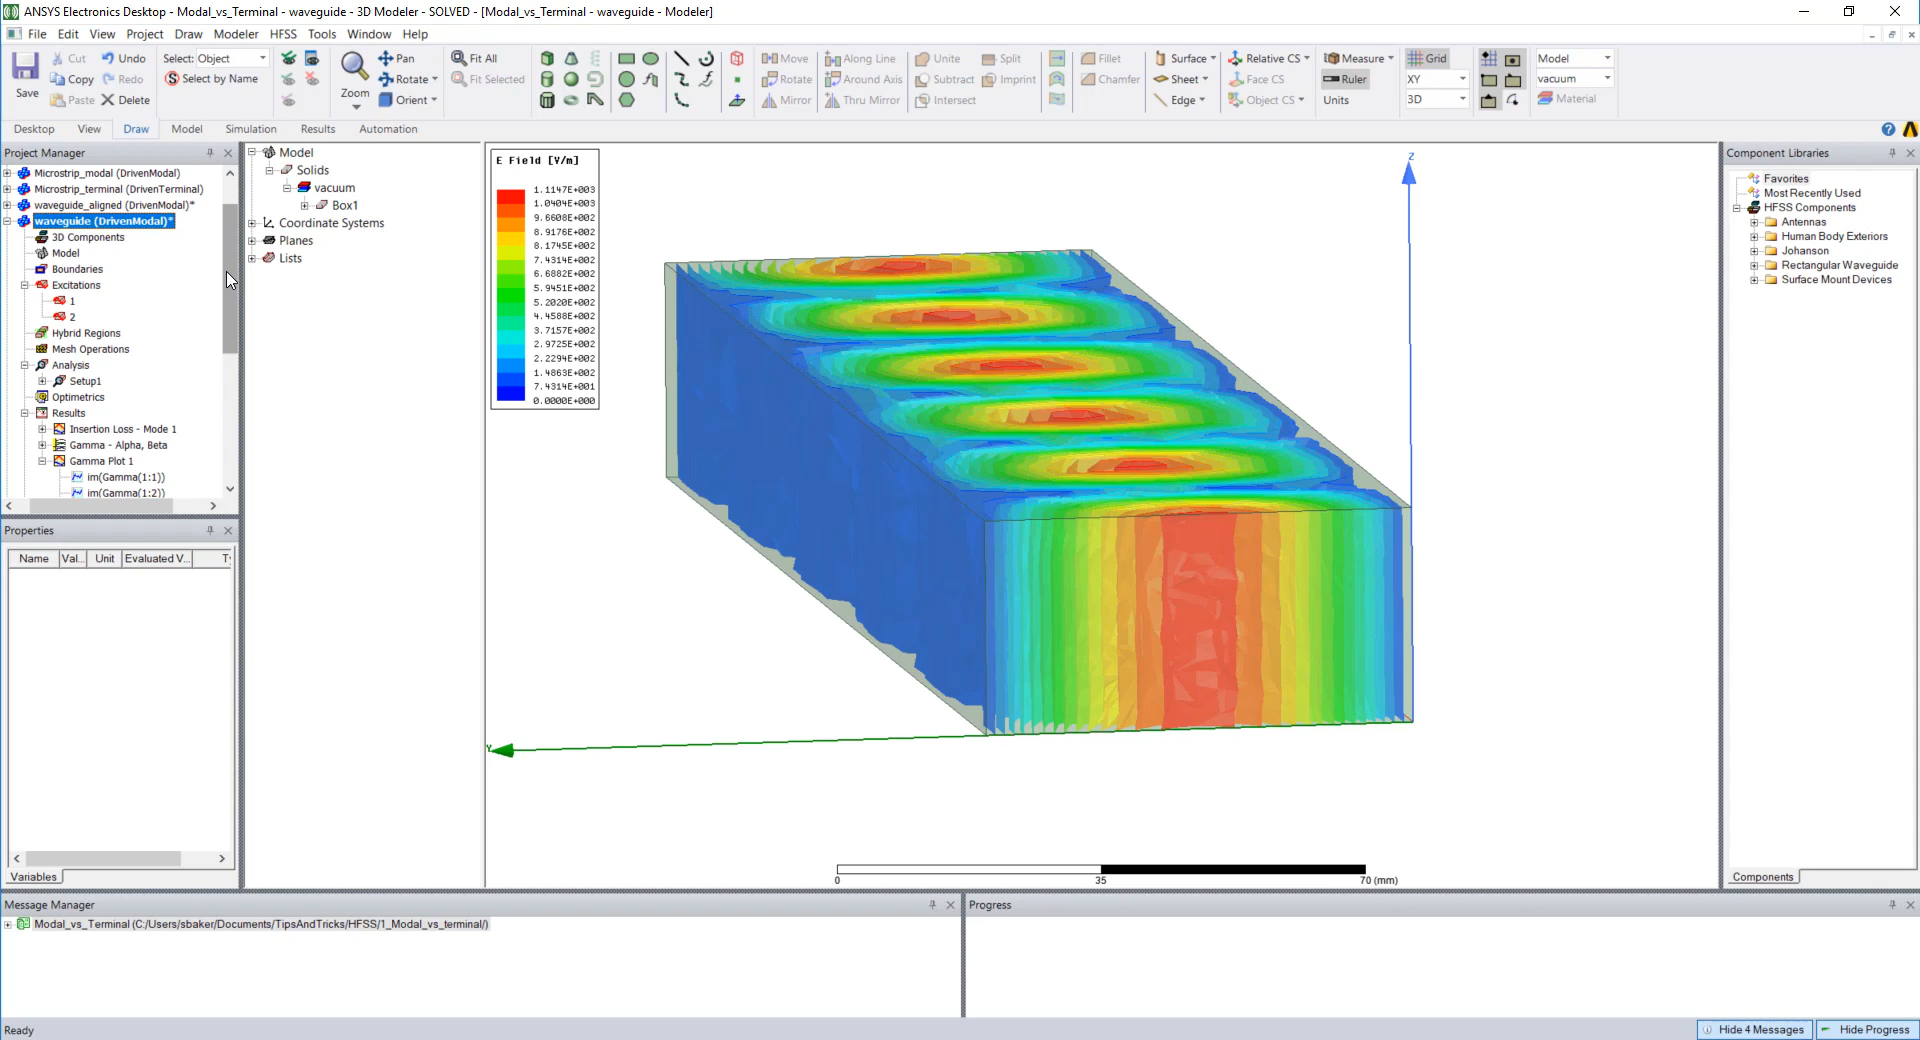 ANSYS Electronics Desktop - Modal_vs_Terminal - waveguide - 3D Modeler - SOLVED - [Modal_vs_Terminal - waveguide - Modeler]
File Edit View Project Draw Modeler HFSS Tools Window Help
Save
Cut
Copy
Paste
Undo
Redo
Delete
Select: Object
Select by Name
Zoom
Pan
Rotate
Orient
Fit All
Fit Selected
Move
Rotate
Mirror
Along Line
Around Axis
Thru Mirror
Unite
Subtract
Intersect
Split
Imprint
Fillet
Chamfer
Surface
Sheet
Edge
Relative CS
Face CS
Object CS
Measure
Ruler
Units
Grid
XY
3D
Model
vacuum
Material
Desktop View Draw Model Simulation Results Automation
Project Manager
Microstrip_modal (DrivenModal)
Microstrip_terminal (DrivenTerminal)
waveguide_aligned (DrivenModal)*
waveguide (DrivenModal)*
3D Components
Model
Boundaries
Excitations
1
2
Hybrid Regions
Mesh Operations
Analysis
Setup1
Optimetrics
Results
Insertion Loss - Mode 1
Gamma - Alpha, Beta
Gamma Plot 1
im(Gamma(1:1))
im(Gamma(1:2))
Properties
Name Val... Unit Evaluated V... Ty
Variables
Model
Solids
vacuum
Box1
Coordinate Systems
Planes
Lists
E Field [V/m]
1.1147E+003
1.0404E+003
9.6608E+002
8.9176E+002
8.1745E+002
7.4314E+002
6.6882E+002
5.9451E+002
5.2020E+002
4.4588E+002
3.7157E+002
2.9725E+002
2.2294E+002
1.4863E+002
7.4314E+001
0.0000E+000
Z
Y
0 35 70 (mm)
Component Libraries
Favorites
Most Recently Used
HFSS Components
Antennas
Human Body Exteriors
Johanson
Rectangular Waveguide
Surface Mount Devices
Components
Message Manager
Modal_vs_Terminal (C:/Users/sbaker/Documents/TipsAndTricks/HFSS/1_Modal_vs_terminal/)
Progress
Ready
Hide 4 Messages
Hide Progress